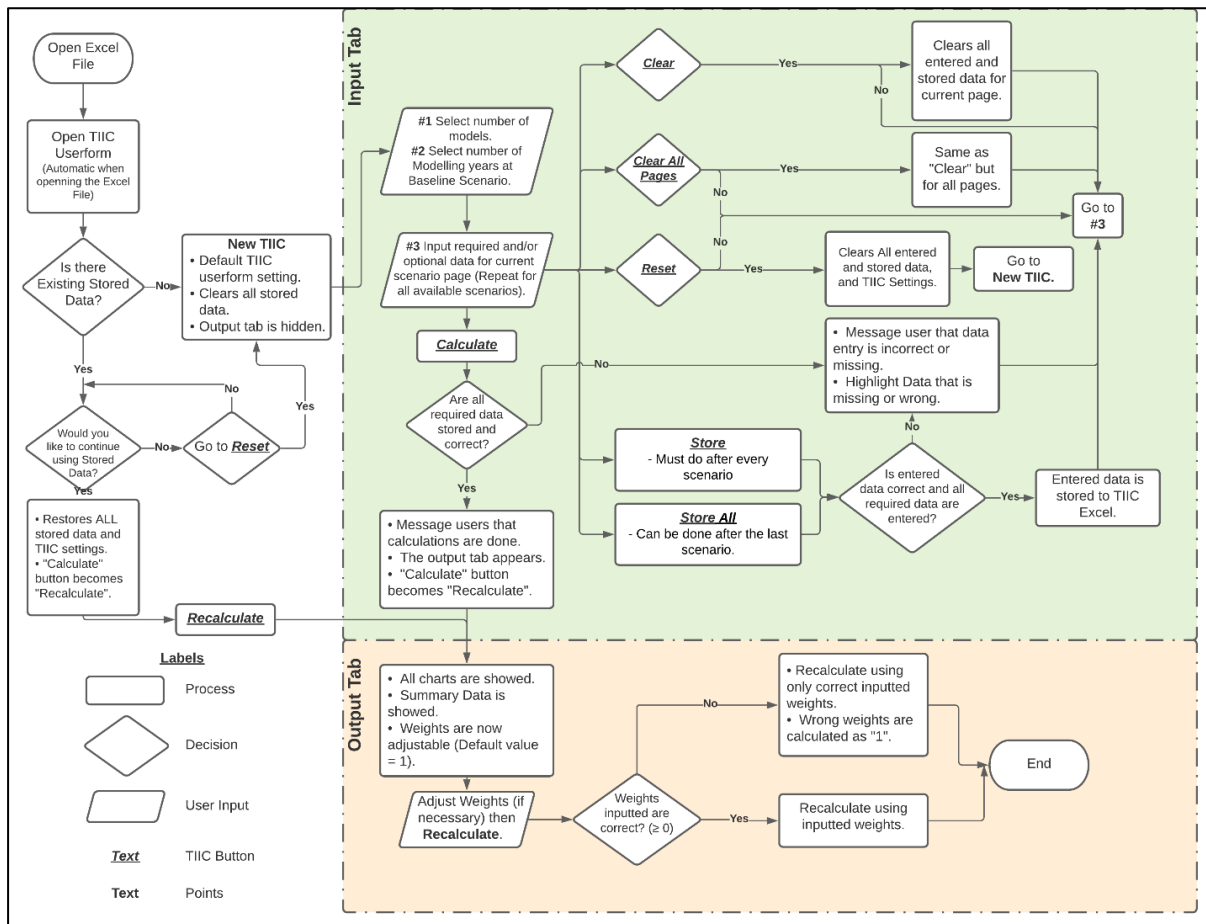 Open Excel
File
Open TIIC
Userform
(Automatic when
openning the Excel
File)
Is there
Existing Stored
Data?
No
New TIIC
• Default TIIC
userform setting.
• Clears all stored
data.
• Output tab is hidden.
Yes
No
Yes
Would you
like to continue
using Stored
Data?
No
Go to Reset
Yes
• Restores ALL
stored data and
TIIC settings.
• "Calculate"
button becomes
"Recalculate".
Recalculate
Labels
Process
Decision
User Input
Text
TIIC Button
Text
Points
Input Tab
#1 Select number of
models.
#2 Select number of
Modelling years at
Baseline Scenario.
#3 Input required and/or
optional data for current
scenario page (Repeat for
all available scenarios).
Calculate
Are all
required data
stored and
correct?
No
Yes
• Message users that
calculations are done.
• The output tab appears.
• "Calculate" button
becomes "Recalculate".
Clear
Yes
No
Clears all
entered and
stored data for
current page.
Clear All
Pages
Yes
No
Same as
"Clear" but
for all pages.
Go to
#3
Reset
No
Yes
Clears All entered
and stored data,
and TIIC Settings.
Go to
New TIIC.
• Message user that data
entry is incorrect or
missing.
• Highlight Data that is
missing or wrong.
No
Store
- Must do after every
scenario
Store All
- Can be done after the last
scenario.
Is entered
data correct and all
required data are
entered?
Yes
Entered data is
stored to TIIC
Excel.
Output Tab
• All charts are showed.
• Summary Data is
showed.
• Weights are now
adjustable (Default value
= 1).
Adjust Weights (if
necessary) then
Recalculate.
Weights
inputted are
correct? (≥ 0)
No
Yes
• Recalculate using
only correct inputted
weights.
• Wrong weights are
calculated as "1".
Recalculate using
inputted weights.
End